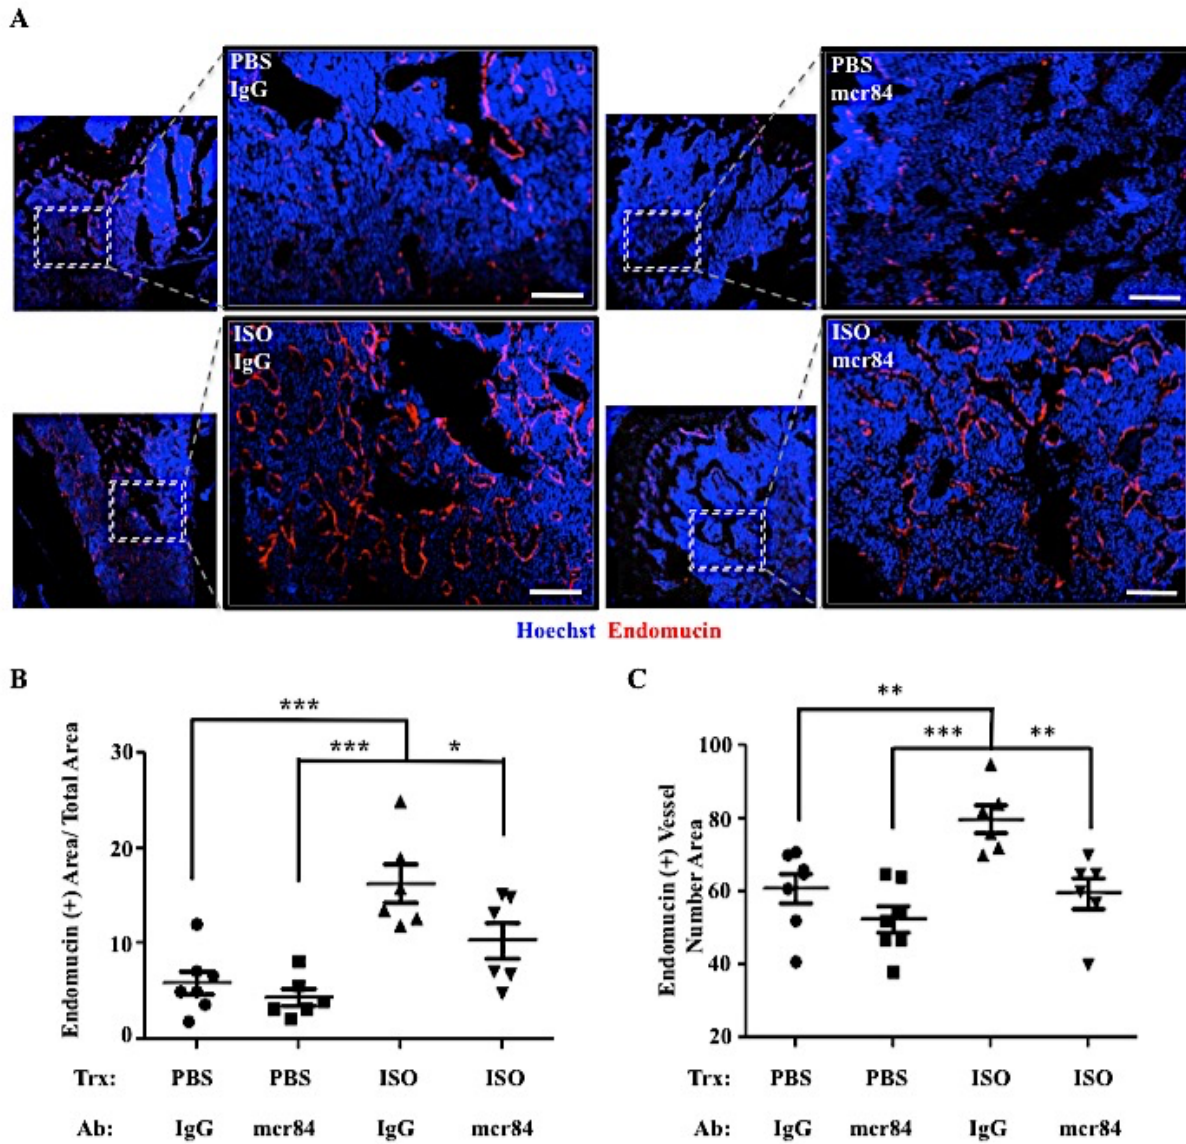 A
PBS
IgG
PBS
mcr84
ISO
IgG
ISO
mcr84
Hoechst Endomucin
B
***
***
*
Endomucin (+) Area/ Total Area
30
20
10
0
Trx: PBS PBS ISO ISO
Ab: IgG mcr84 IgG mcr84
C
**
***
**
Endomucin (+) Vessel
Number Area
100
80
60
40
20
Trx: PBS PBS ISO ISO
Ab: IgG mcr84 IgG mcr84